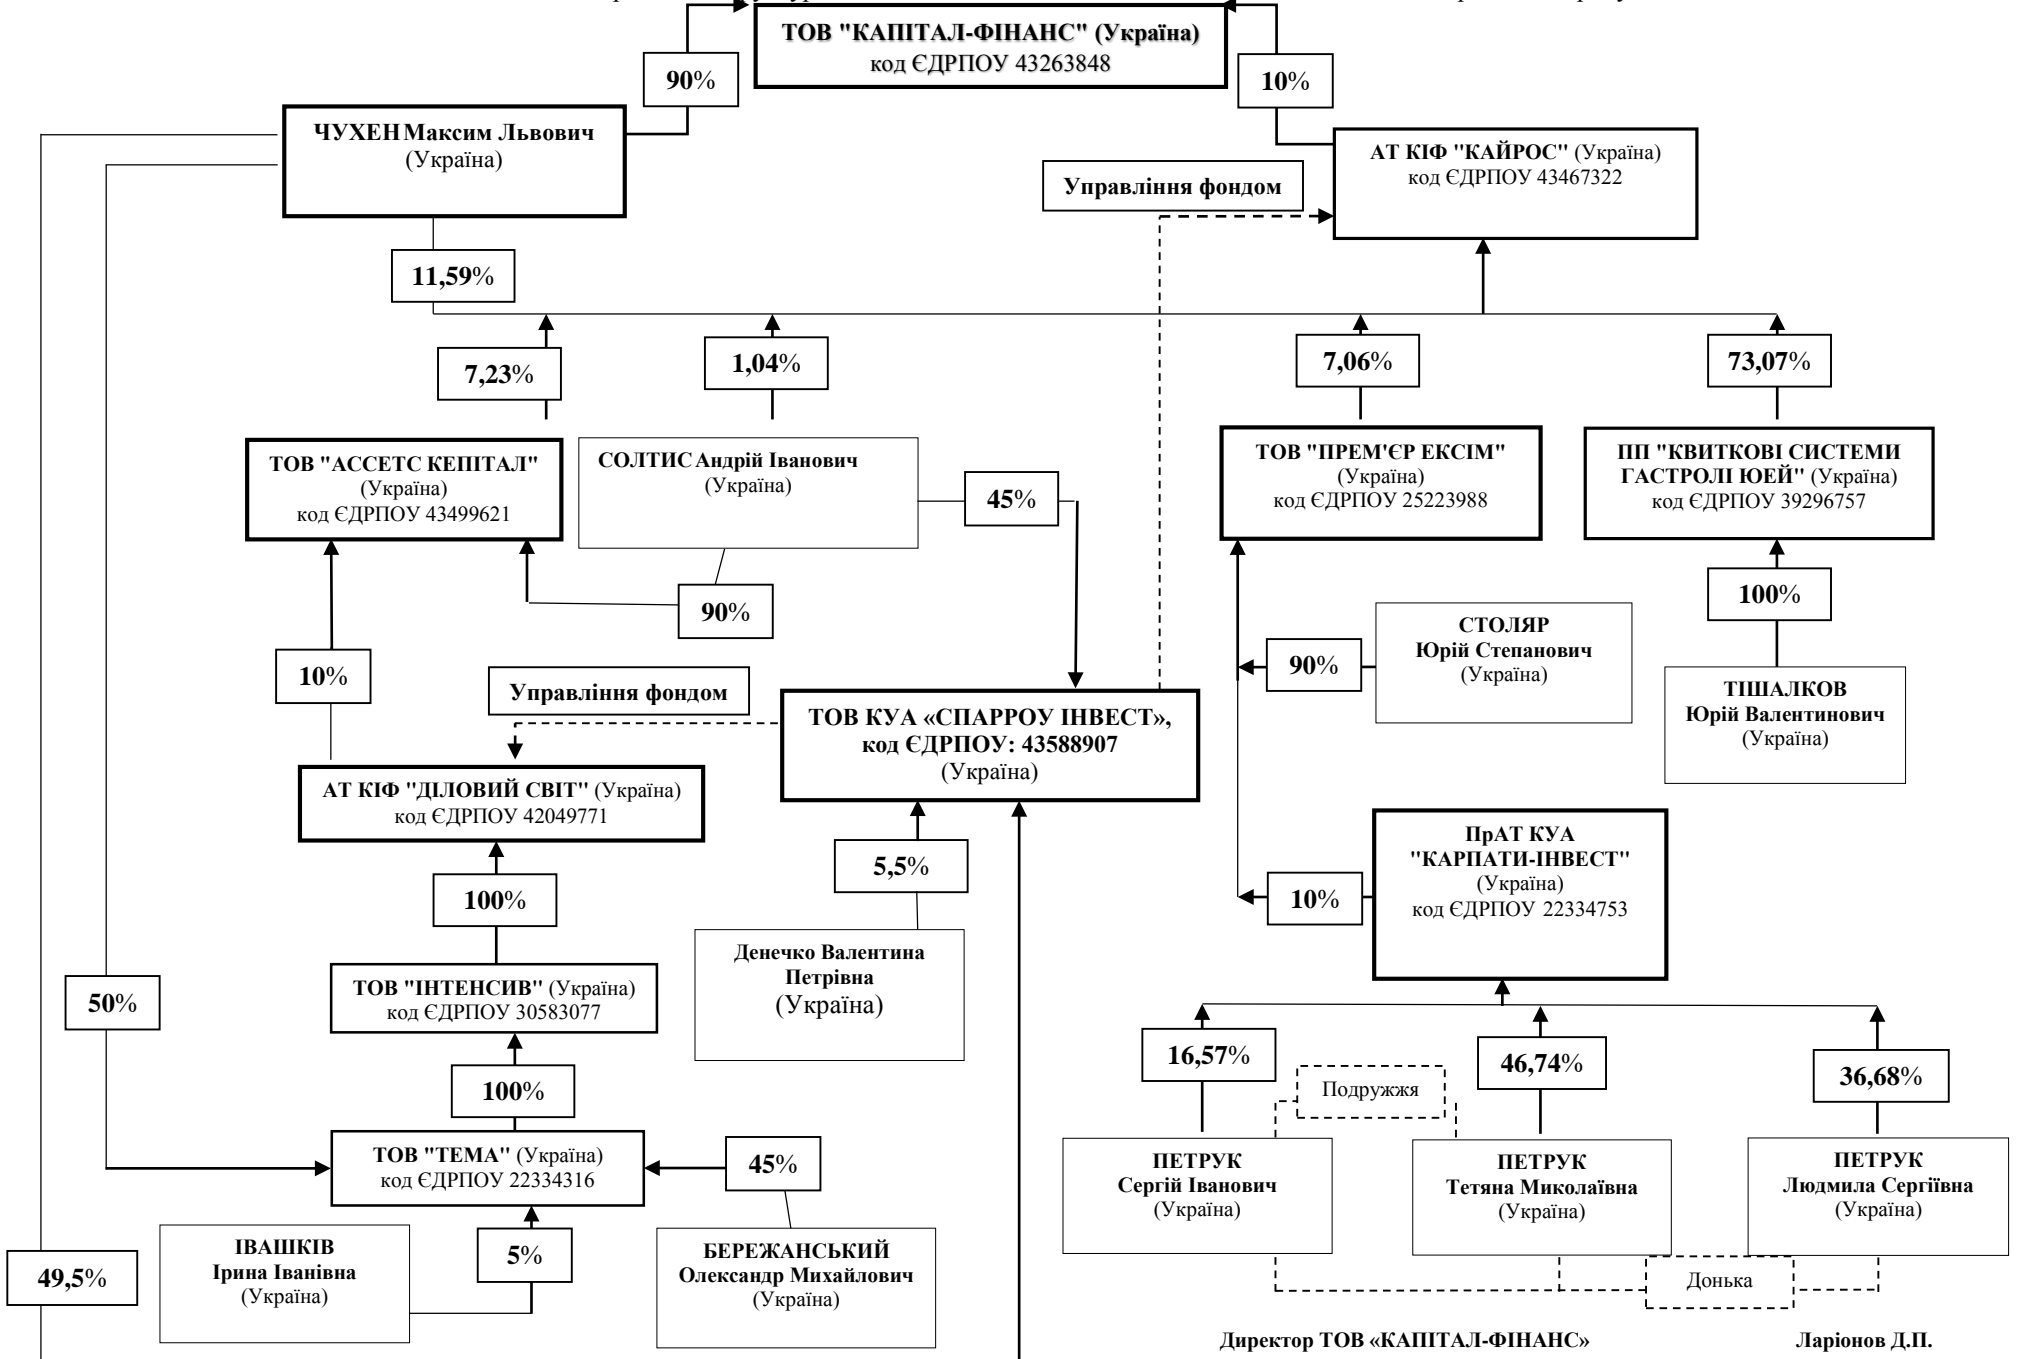 ТОВ "КАПІТАЛ-ФІНАНС" (Україна)
код ЄДРПОУ 43263848
90%
10%
ЧУХЕН Максим Львович
(Україна)
АТ КІФ "КАЙРОС" (Україна)
код ЄДРПОУ 43467322
Управління фондом
11,59%
7,23%
1,04%
7,06%
73,07%
ТОВ "АССЕТС КЕПІТАЛ"
(Україна)
код ЄДРПОУ 43499621
СОЛТИС Андрій Іванович
(Україна)
45%
ТОВ "ПРЕМ'ЄР ЕКСІМ"
(Україна)
код ЄДРПОУ 25223988
ПП "КВИТКОВІ СИСТЕМИ
ГАСТРОЛІ ЮЕЙ" (Україна)
код ЄДРПОУ 39296757
90%
100%
10%
СТОЛЯР
Юрій Степанович
(Україна)
90%
Управління фондом
ТОВ КУА «СПАРРОУ ІНВЕСТ»,
код ЄДРПОУ: 43588907
(Україна)
ТІШАЛКОВ
Юрій Валентинович
(Україна)
АТ КІФ "ДІЛОВИЙ СВІТ" (Україна)
код ЄДРПОУ 42049771
ПрАТ КУА
"КАРПАТИ-ІНВЕСТ"
(Україна)
код ЄДРПОУ 22334753
5,5%
10%
100%
Денечко Валентина
Петрівна
(Україна)
ТОВ "ІНТЕНСИВ" (Україна)
код ЄДРПОУ 30583077
50%
16,57%
46,74%
36,68%
100%
Подружжя
ТОВ "ТЕМА" (Україна)
код ЄДРПОУ 22334316
45%
ПЕТРУК
Сергій Іванович
(Україна)
ПЕТРУК
Тетяна Миколаївна
(Україна)
ПЕТРУК
Людмила Сергіївна
(Україна)
ІВАШКІВ
Ірина Іванівна
(Україна)
5%
БЕРЕЖАНСЬКИЙ
Олександр Михайлович
(Україна)
49,5%
Донька
Директор ТОВ «КАПІТАЛ-ФІНАНС» Ларіонов Д.П.